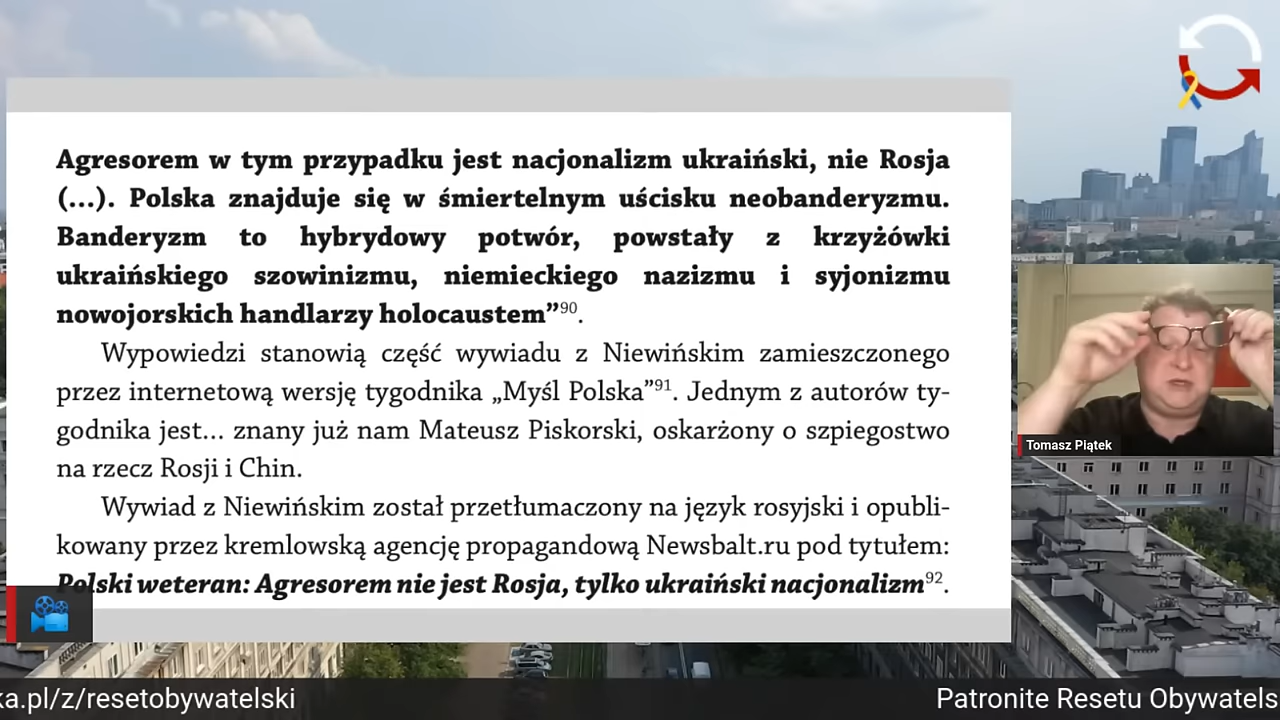 Agresorem w tym przypadku jest nacjonalizm ukraiński, nie Rosja
(...). Polska znajduje się w śmiertelnym uścisku neobanderyzmu.
Banderyzm to hybrydowy potwór, powstały z krzyżówki
ukraińskiego szowinizmu, niemieckiego nazizmu i syjonizmu
nowojorskich handlarzy holocaustem”90.
Wypowiedzi stanowią część wywiadu z Niewińskim zamieszczonego
przez internetową wersję tygodnika „Myśl Polska”91. Jednym z autorów ty-
godnika jest... znany już nam Mateusz Piskorski, oskarżony o szpiegostwo
na rzecz Rosji i Chin.
Wywiad z Niewińskim został przetłumaczony na język rosyjski i opubli-
kowany przez kremlowską agencję propagandową Newsbalt.ru pod tytułem:
Polski weteran: Agresorem nie jest Rosja, tylko ukraiński nacjonalizm92.
Tomasz Piątek
ka.pl/z/resetobywatelski
Patronite Resetu Obywatels